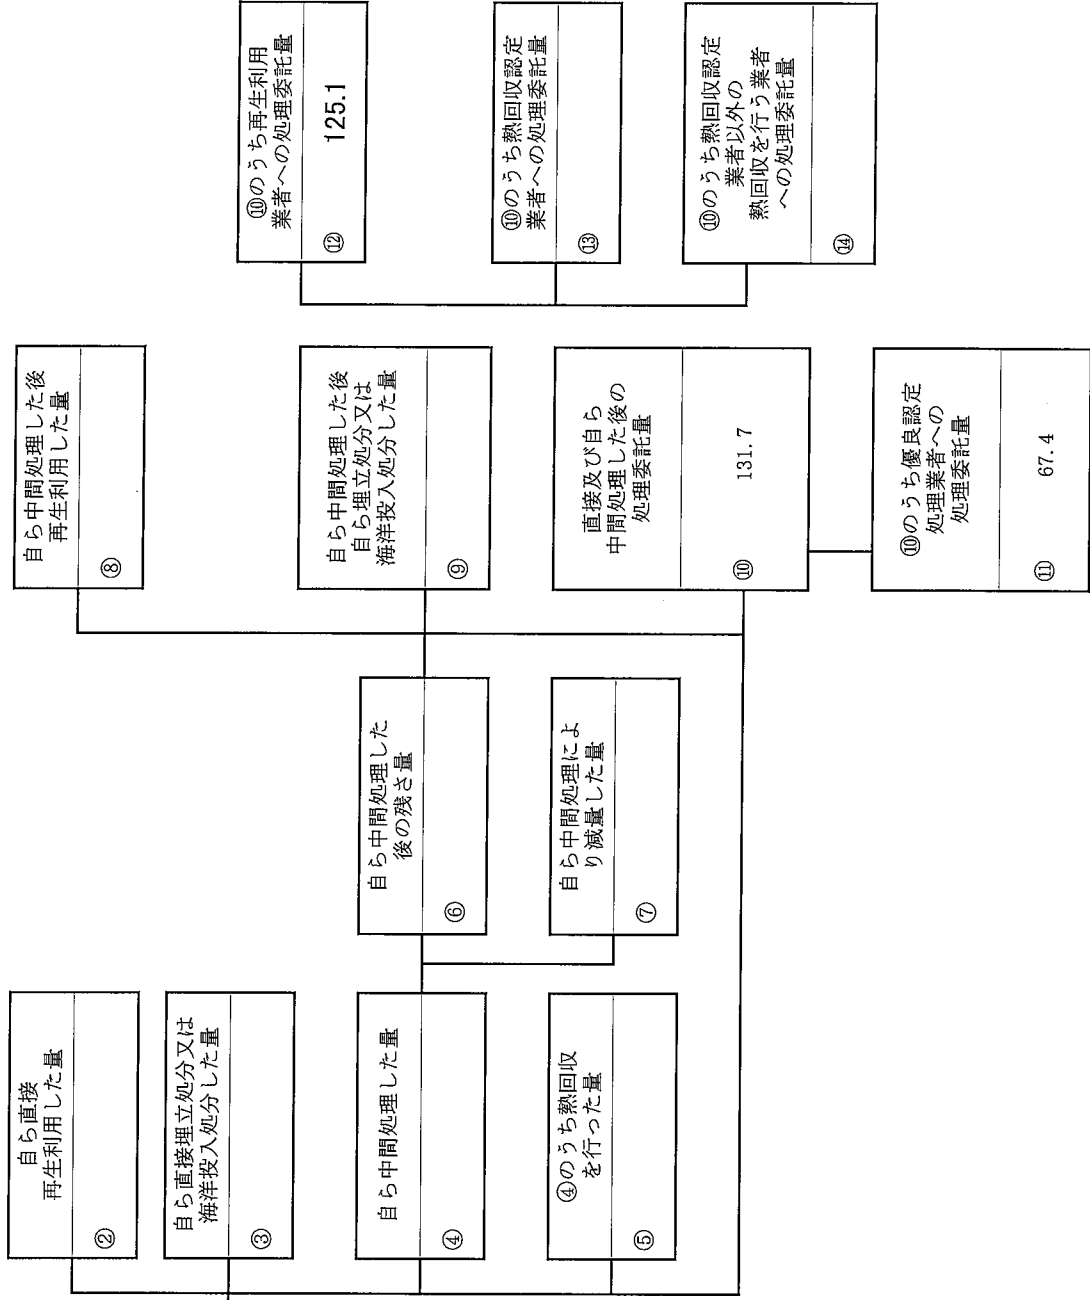 自ら直接
再生利用した量
②
自ら直接埋立処分又は
海洋投入処分した量
③
自ら中間処理した量
④
④のうち熱回収
を行った量
⑤
自ら中間処理した
後の残さ量
⑥
自ら中間処理によ
り減量した量
⑦
自ら中間処理した後
再生利用した量
⑧
自ら中間処理した後
自ら埋立処分又は
海洋投入処分した量
⑨
直接及び自ら
中間処理した後の
処理委託量
⑩ 131.7
⑩のうち優良認定
処理業者への
処理委託量
⑪ 67.4
⑩のうち再生利用
業者への処理委託量
⑫ 125.1
⑩のうち熱回収認定
業者への処理委託量
⑬
⑩のうち熱回収認定
業者以外の
熱回収を行う業者
への処理委託量
⑭